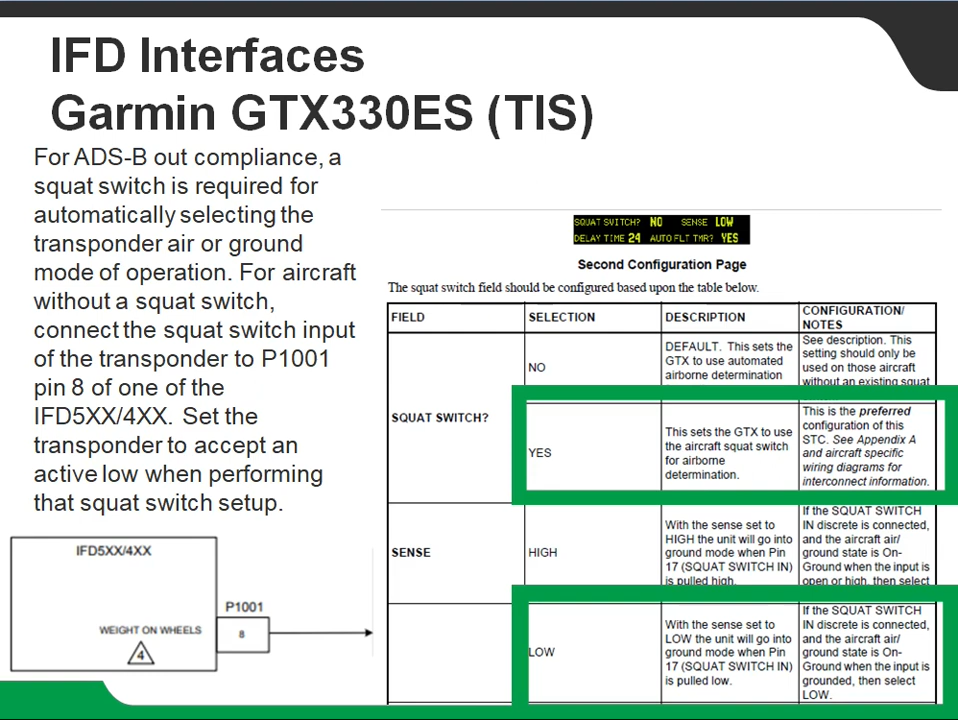 IFD Interfaces
Garmin GTX330ES (TIS)
For ADS-B out compliance, a
squat switch is required for
automatically selecting the
transponder air or ground
mode of operation. For aircraft
without a squat switch,
connect the squat switch input
of the transponder to P1001
pin 8 of one of the
IFD5XX/4XX. Set the
transponder to accept an
active low when performing
that squat switch setup.
IFD5XX/4XX
P1001
WEIGHT ON WHEELS
8
4
SQUAT SWITCH? NO SENSE LOW
DELAY TIME 24 AUTO FLT TMR? YES
Second Configuration Page
The squat switch field should be configured based upon the table below.
FIELD
SELECTION
DESCRIPTION
CONFIGURATION/
NOTES
SQUAT SWITCH?
NO
DEFAULT. This sets the
GTX to use automated
airborne determination
See description. This
setting should only be
used on those aircraft
without an existing squat
YES
This sets the GTX to use
the aircraft squat switch
for airborne
determination.
This is the preferred
configuration of this
STC. See Appendix A
and aircraft specific
wiring diagrams for
interconnect information.
SENSE
HIGH
With the sense set to
HIGH the unit will go into
ground mode when Pin
17 (SQUAT SWITCH IN)
is pulled high.
If the SQUAT SWITCH
IN discrete is connected,
and the aircraft air/
ground state is On-
Ground when the input is
open or high, then select
LOW
With the sense set to
LOW the unit will go into
ground mode when Pin
17 (SQUAT SWITCH IN)
is pulled low.
If the SQUAT SWITCH
IN discrete is connected,
and the aircraft air/
ground state is On-
Ground when the input is
grounded, then select
LOW.